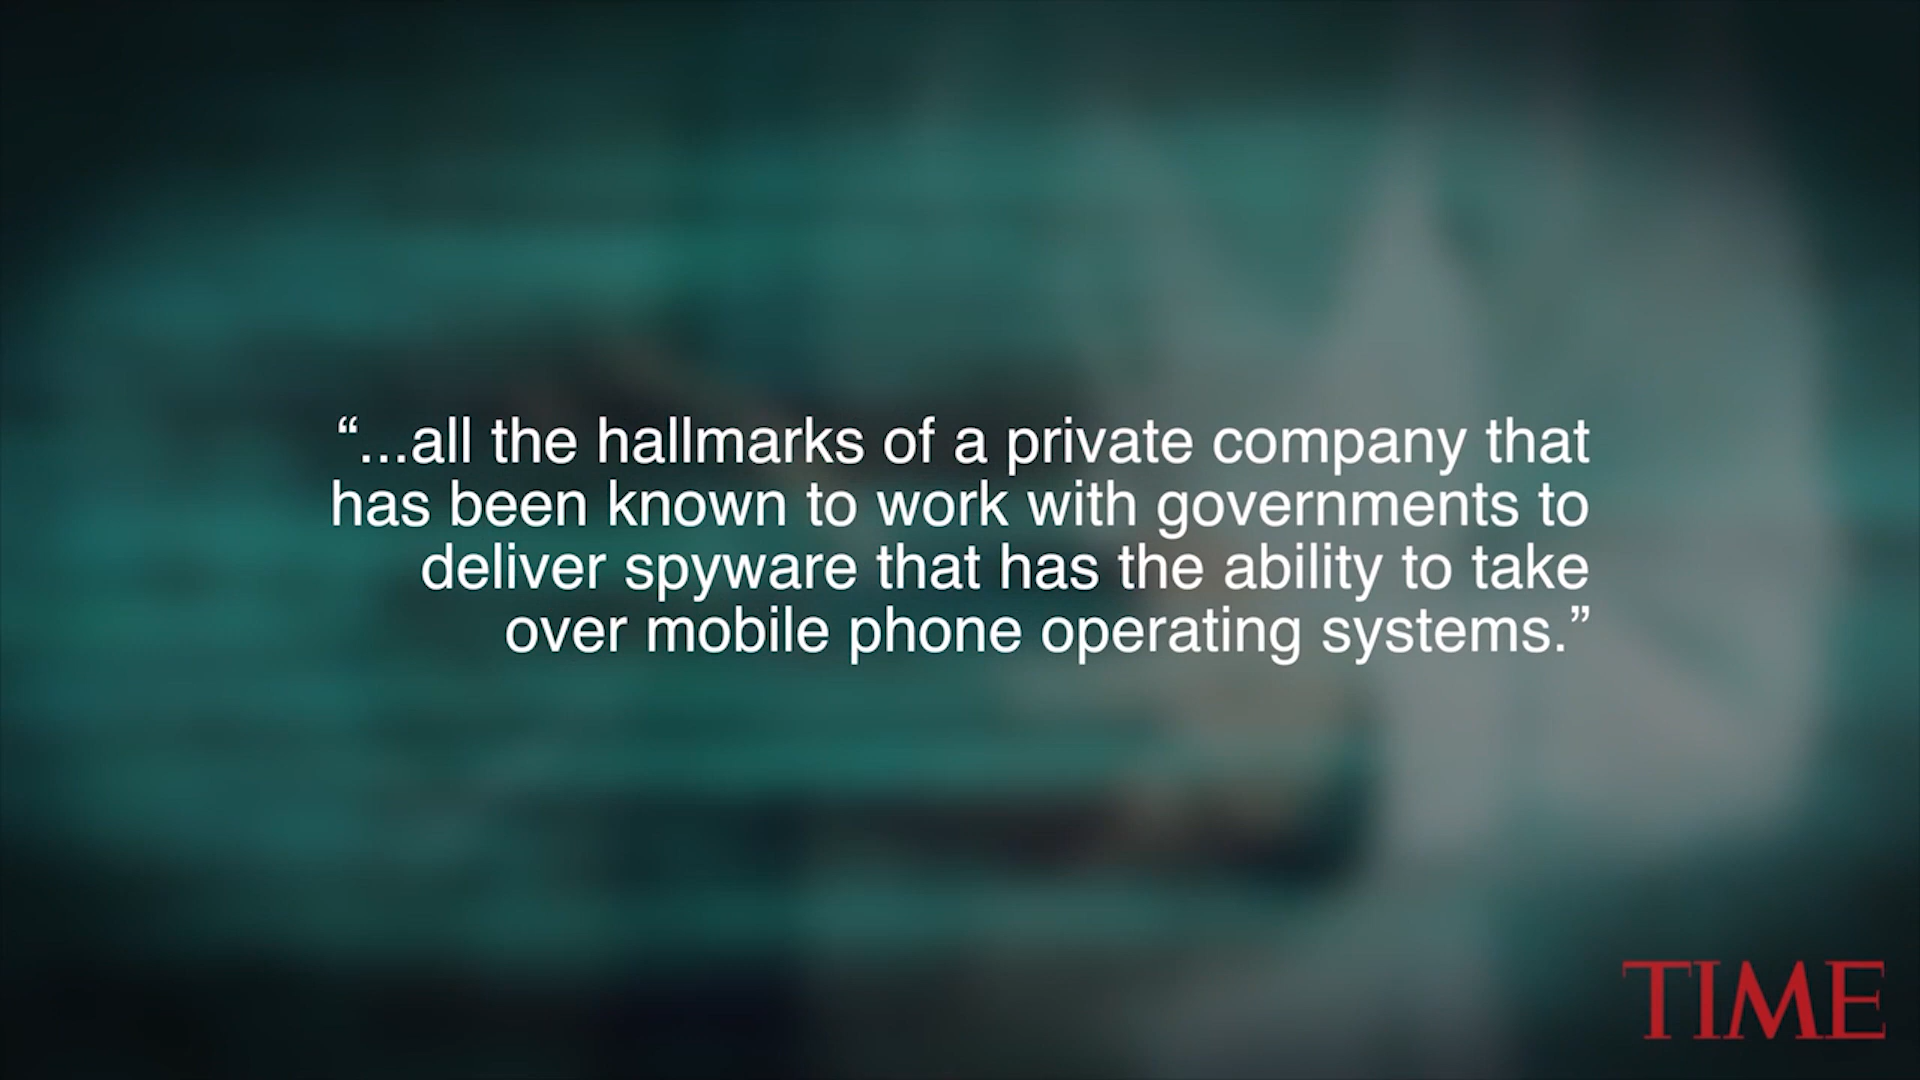 “...all the hallmarks of a private company that
has been known to work with governments to
deliver spyware that has the ability to take
over mobile phone operating systems.”
TIME